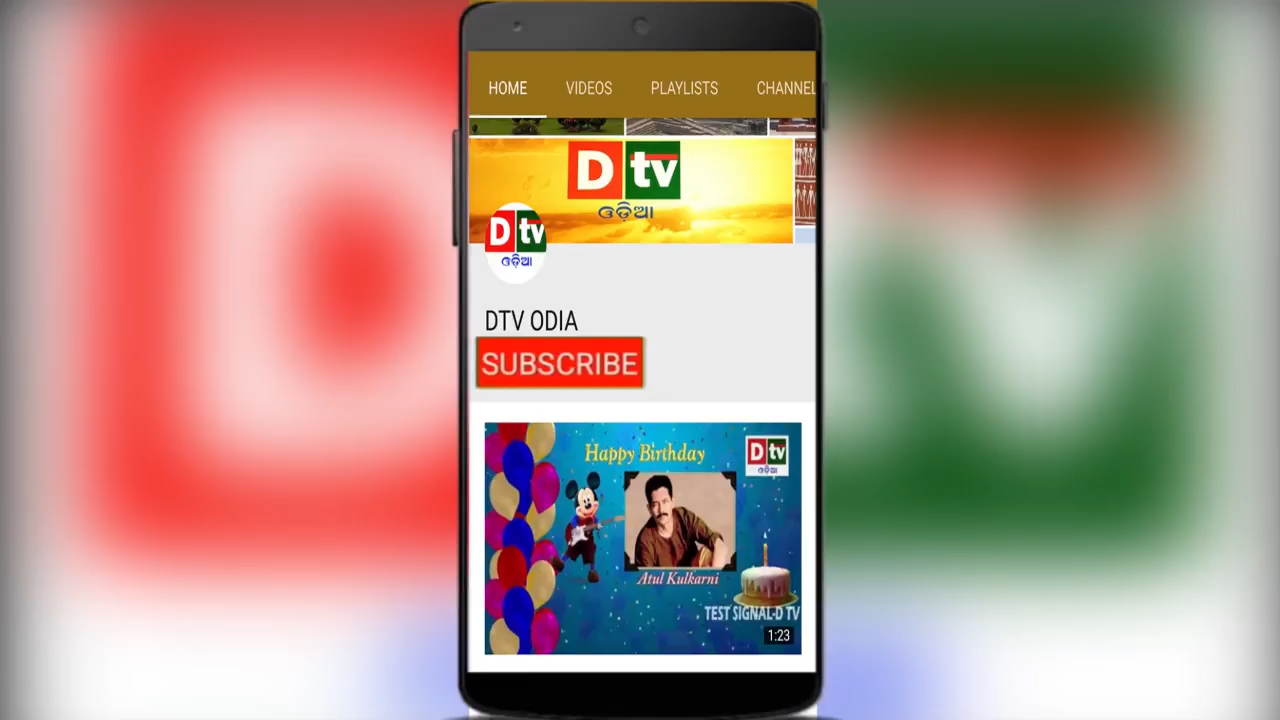 HOME VIDEOS PLAYLISTS CHANNEL
D tv
ଓଡ଼ିଆ
D tv
ଓଡ଼ିଆ
DTV ODIA
SUBSCRIBE
Happy Birthday
D tv
ଓଡ଼ିଆ
Atul Kulkarni
TEST SIGNAL-D TV
1:23